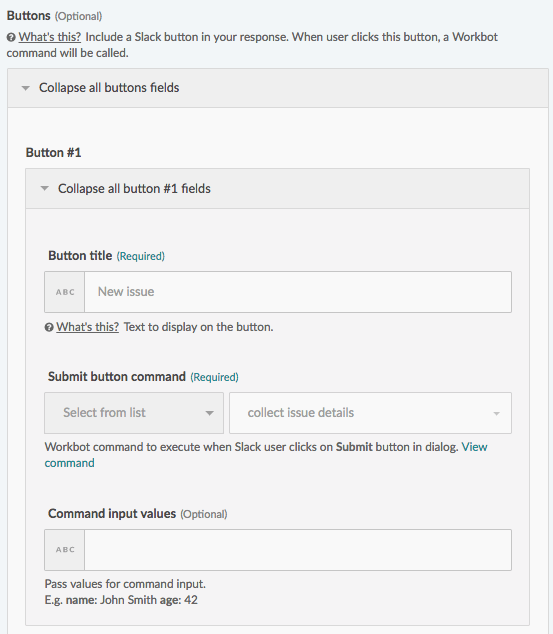 Buttons (Optional)
What's this? Include a Slack button in your response. When user clicks this button, a Workbot
command will be called.
Collapse all buttons fields
Button #1
Collapse all button #1 fields
Button title (Required)
ABC New issue
What's this? Text to display on the button.
Submit button command (Required)
Select from list collect issue details
Workbot command to execute when Slack user clicks on Submit button in dialog. View
command
Command input values (Optional)
ABC
Pass values for command input.
E.g. name: John Smith age: 42